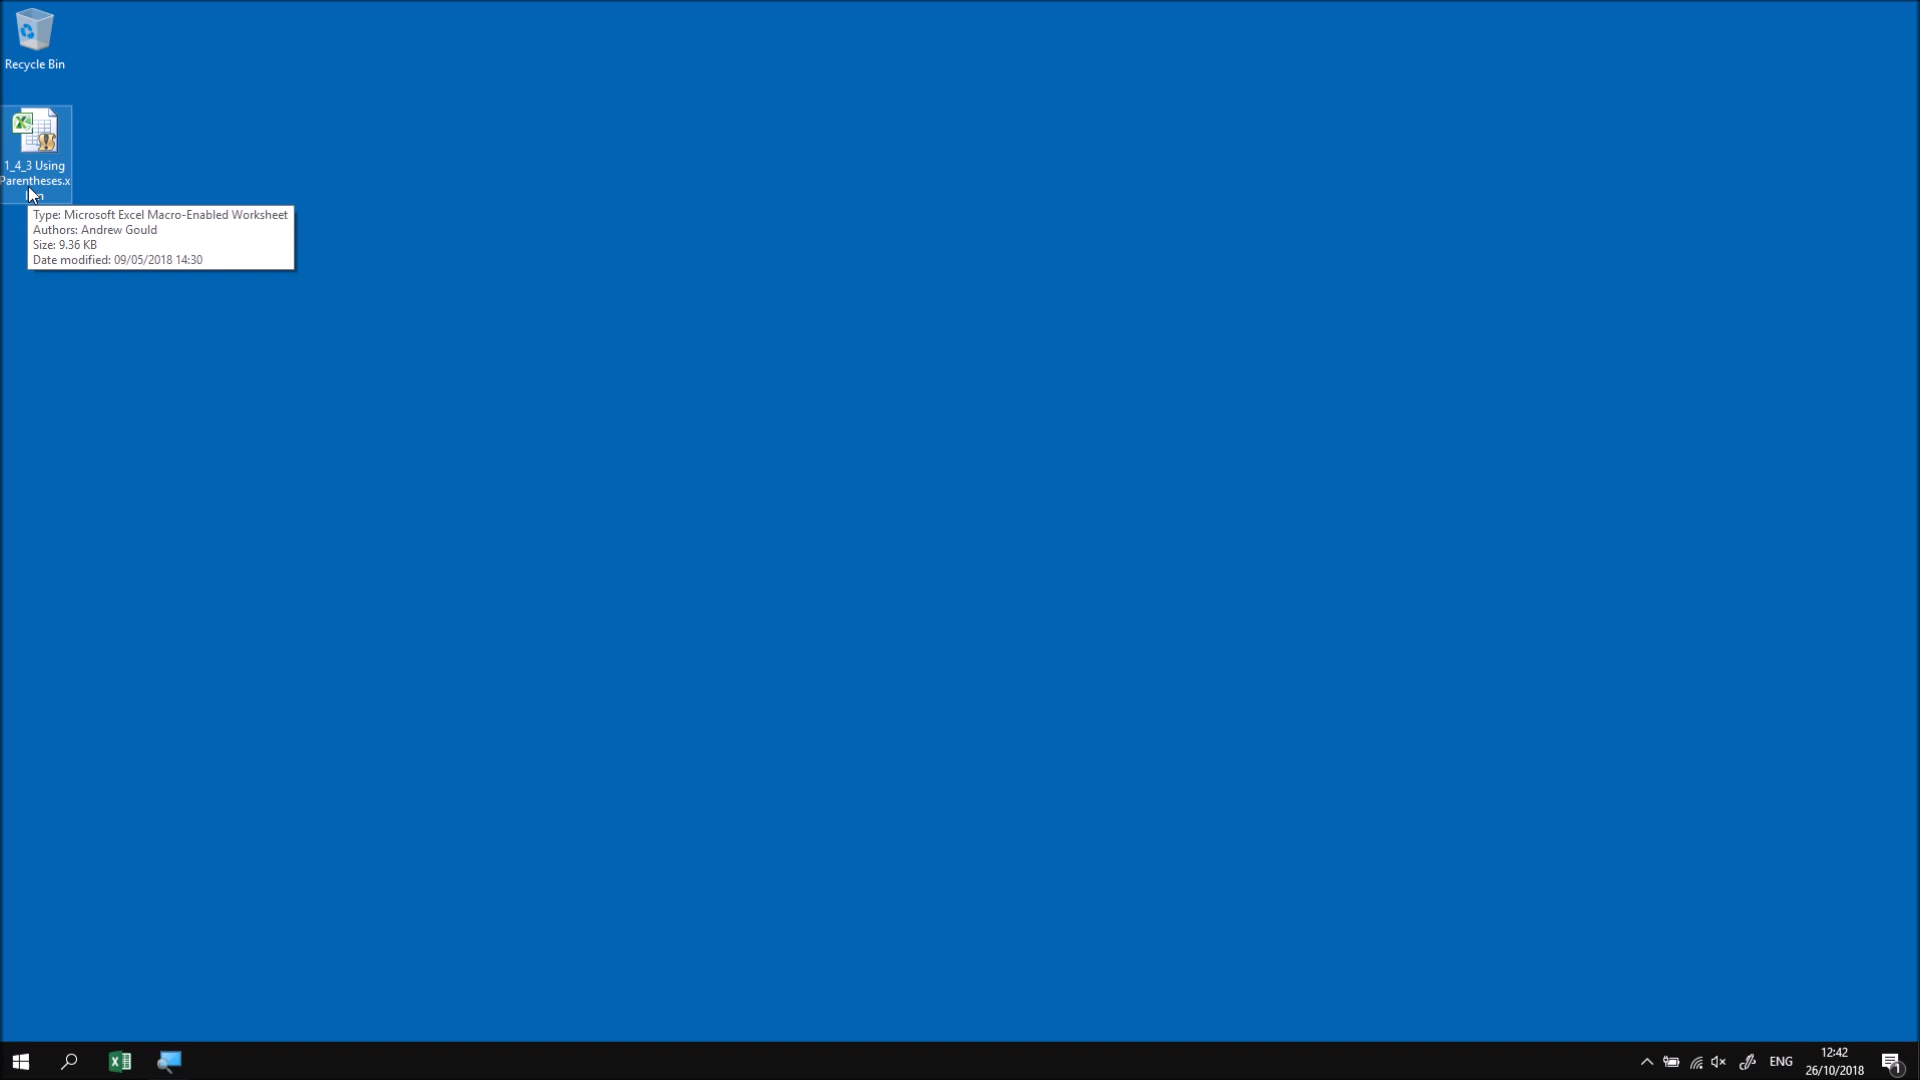 Recycle Bin
1_4_3 Using
Parentheses.x
Type: Microsoft Excel Macro-Enabled Worksheet
Authors: Andrew Gould
Size: 9.36 KB
Date modified: 09/05/2018 14:30
ENG
12:42
26/10/2018
1